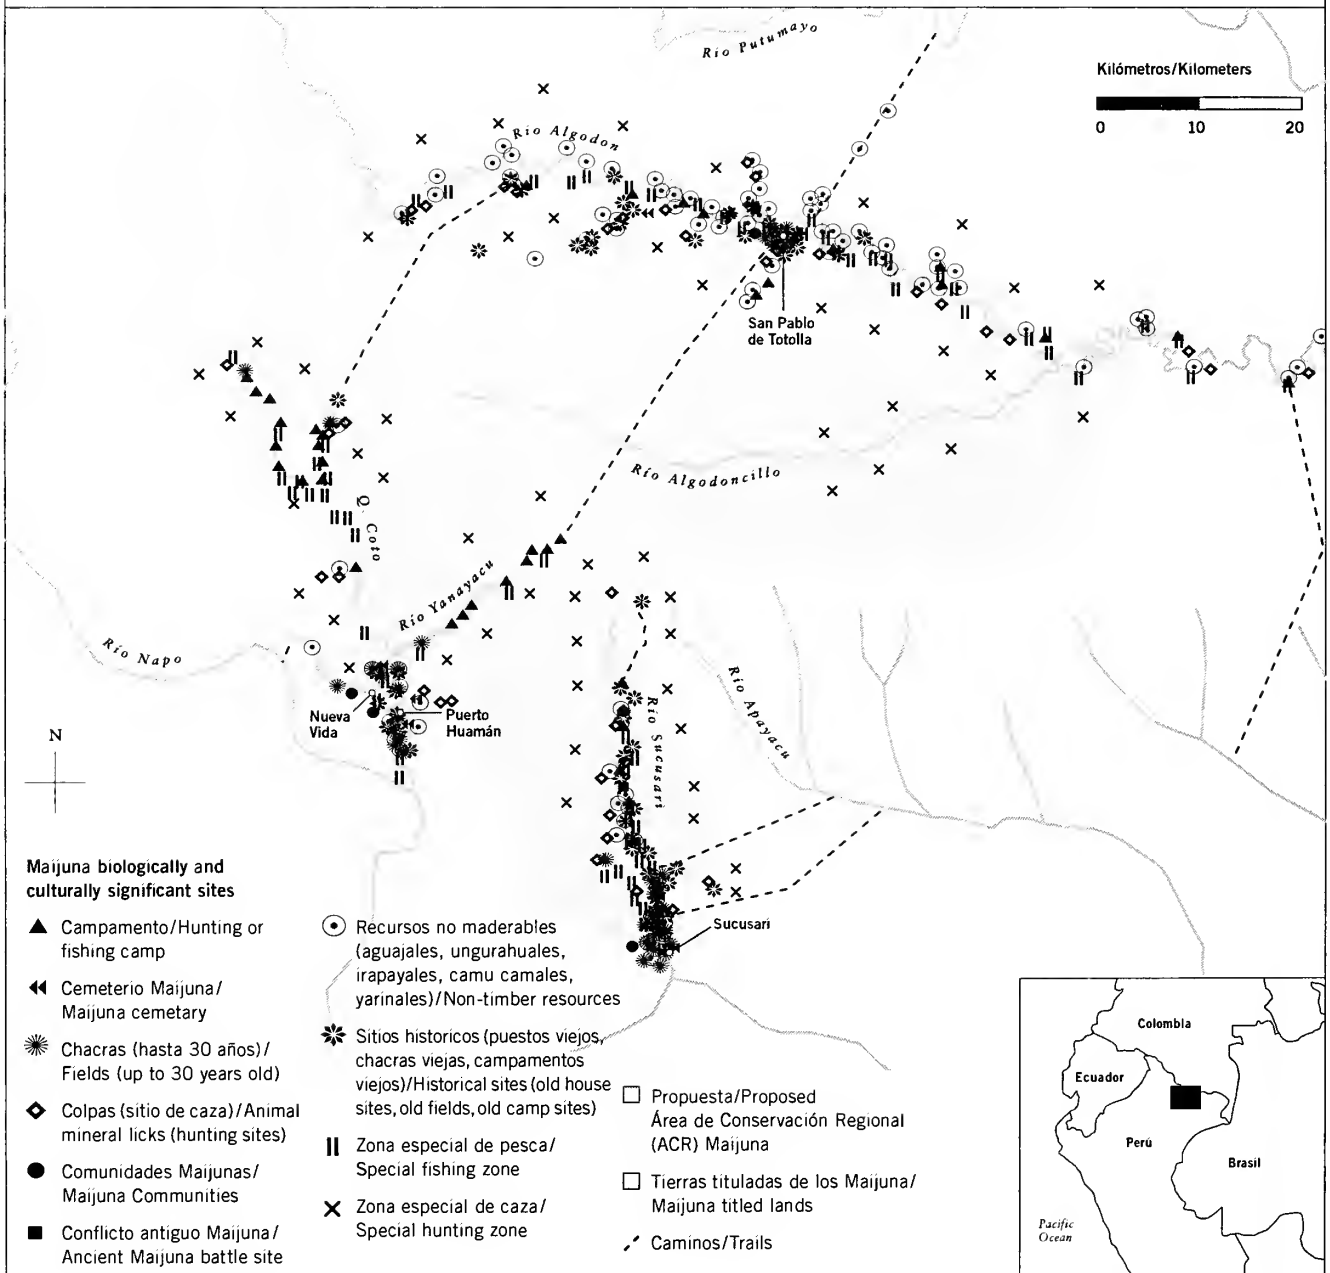 Río Putumayo
Kilómetros/Kilometers
0 10 20
Río Algodon
San Pablo
de Totolla
Río Algodoncillo
Q. Coto
Río Yanayacu
Río Napo
Río Apayacu
Río Sucusari
Nueva
Vida
Puerto
Huamán
N
Sucusari
Maijuna biologically and
culturally significant sites
Campamento/Hunting or
fishing camp
Cemeterio Maijuna/
Maijuna cemetary
Chacras (hasta 30 años)/
Fields (up to 30 years old)
Colpas (sitio de caza)/Animal
mineral licks (hunting sites)
Comunidades Maijunas/
Maijuna Communities
Conflicto antiguo Maijuna/
Ancient Maijuna battle site
Recursos no maderables
(aguajales, ungurahuales,
irapayales, camu camales,
yarinales)/Non-timber resources
Sitios historicos (puestos viejos,
chacras viejas, campamentos
viejos)/Historical sites (old house
sites, old fields, old camp sites)
Zona especial de pesca/
Special fishing zone
Zona especial de caza/
Special hunting zone
Propuesta/Proposed
Área de Conservación Regional
(ACR) Maijuna
Tierras tituladas de los Maijuna/
Maijuna titled lands
Caminos/Trails
Colombia
Ecuador
Perú
Brasil
Pacific
Ocean